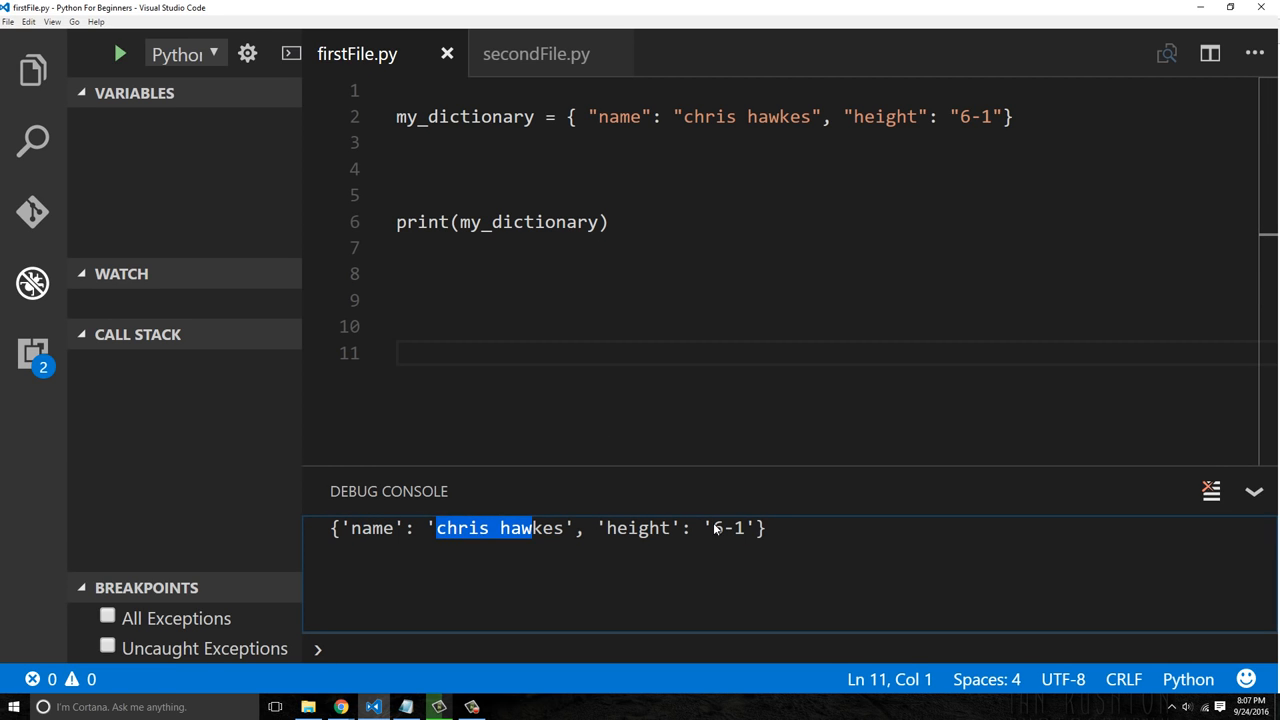 firstFile.py - Python For Beginners - Visual Studio Code
File Edit View Go Help
Python
firstFile.py
secondFile.py
VARIABLES
WATCH
CALL STACK
BREAKPOINTS
All Exceptions
Uncaught Exceptions
1
2 my_dictionary = { "name": "chris hawkes", "height": "6-1"}
3
4
5
6 print(my_dictionary)
7
8
9
10
11
2
DEBUG CONSOLE
{'name': 'chris hawkes', 'height': '6-1'}
0 0 Ln 11, Col 1 Spaces: 4 UTF-8 CRLF Python
I'm Cortana. Ask me anything.
8:07 PM
9/24/2016